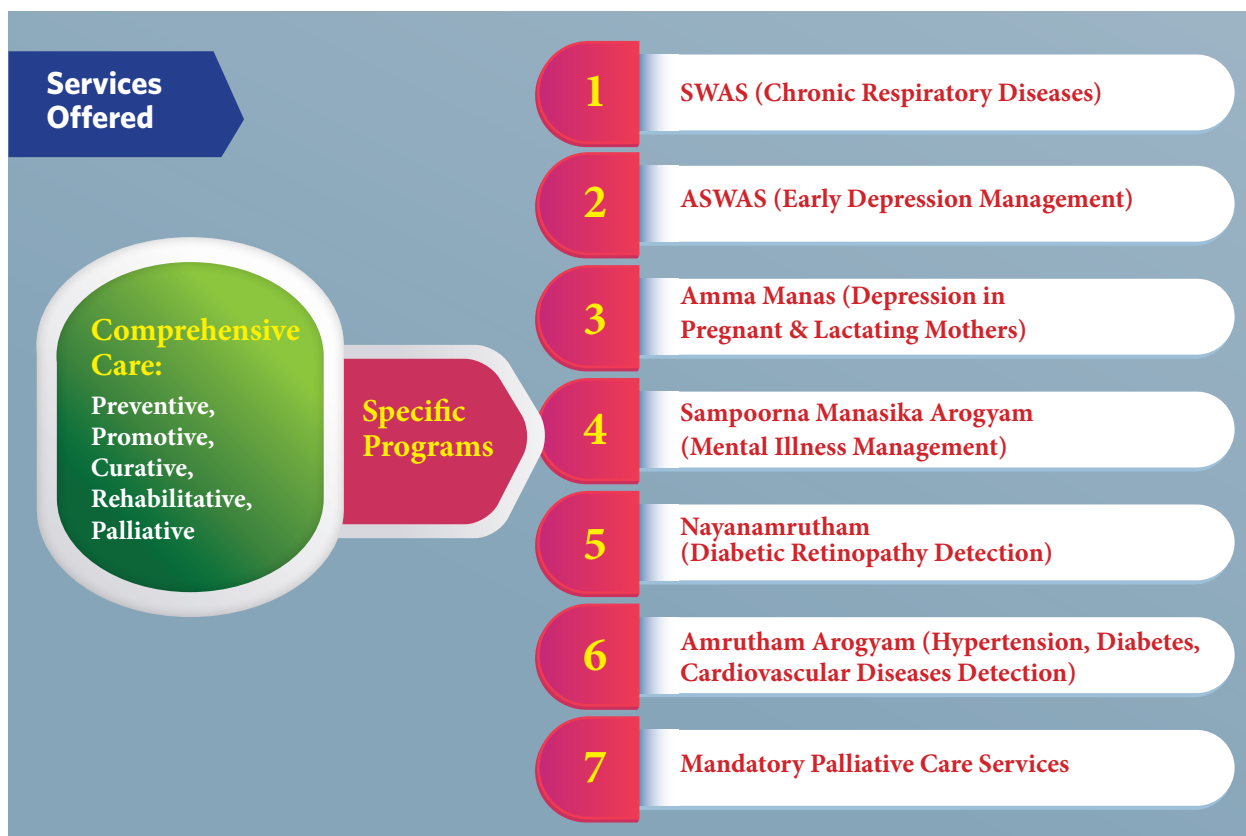 Services
Offered
Comprehensive
Care:
Preventive,
Promotive,
Curative,
Rehabilitative,
Palliative
Specific
Programs
1
SWAS (Chronic Respiratory Diseases)
2
ASWAS (Early Depression Management)
3
Amma Manas (Depression in
Pregnant & Lactating Mothers)
4
Sampoorna Manasika Arogyam
(Mental Illness Management)
5
Nayanamrutham
(Diabetic Retinopathy Detection)
6
Amrutham Arogyam (Hypertension, Diabetes,
Cardiovascular Diseases Detection)
7
Mandatory Palliative Care Services